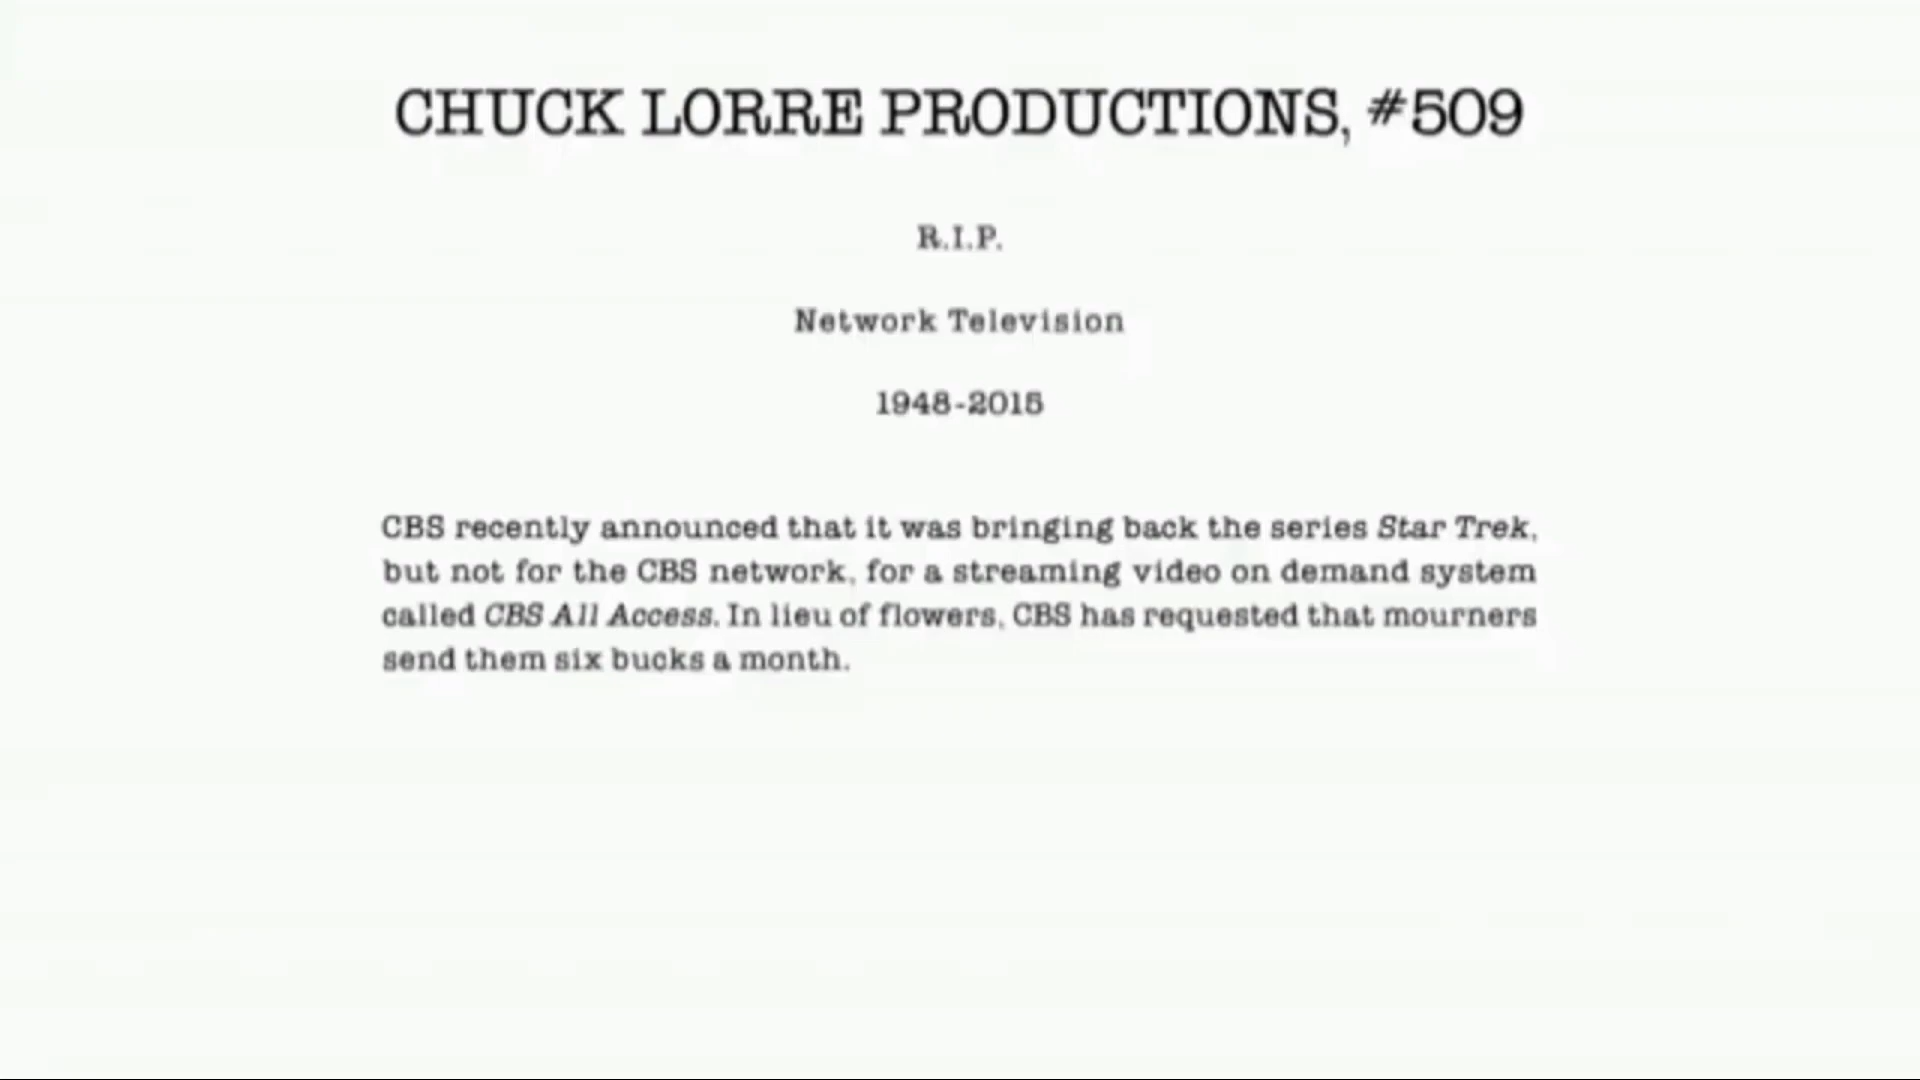 CHUCK LORRE PRODUCTIONS, #509
R.I.P.
Network Television
1948-2015
CBS recently announced that it was bringing back the series Star Trek,
but not for the CBS network, for a streaming video on demand system
called CBS All Access. In lieu of flowers, CBS has requested that mourners
send them six bucks a month.